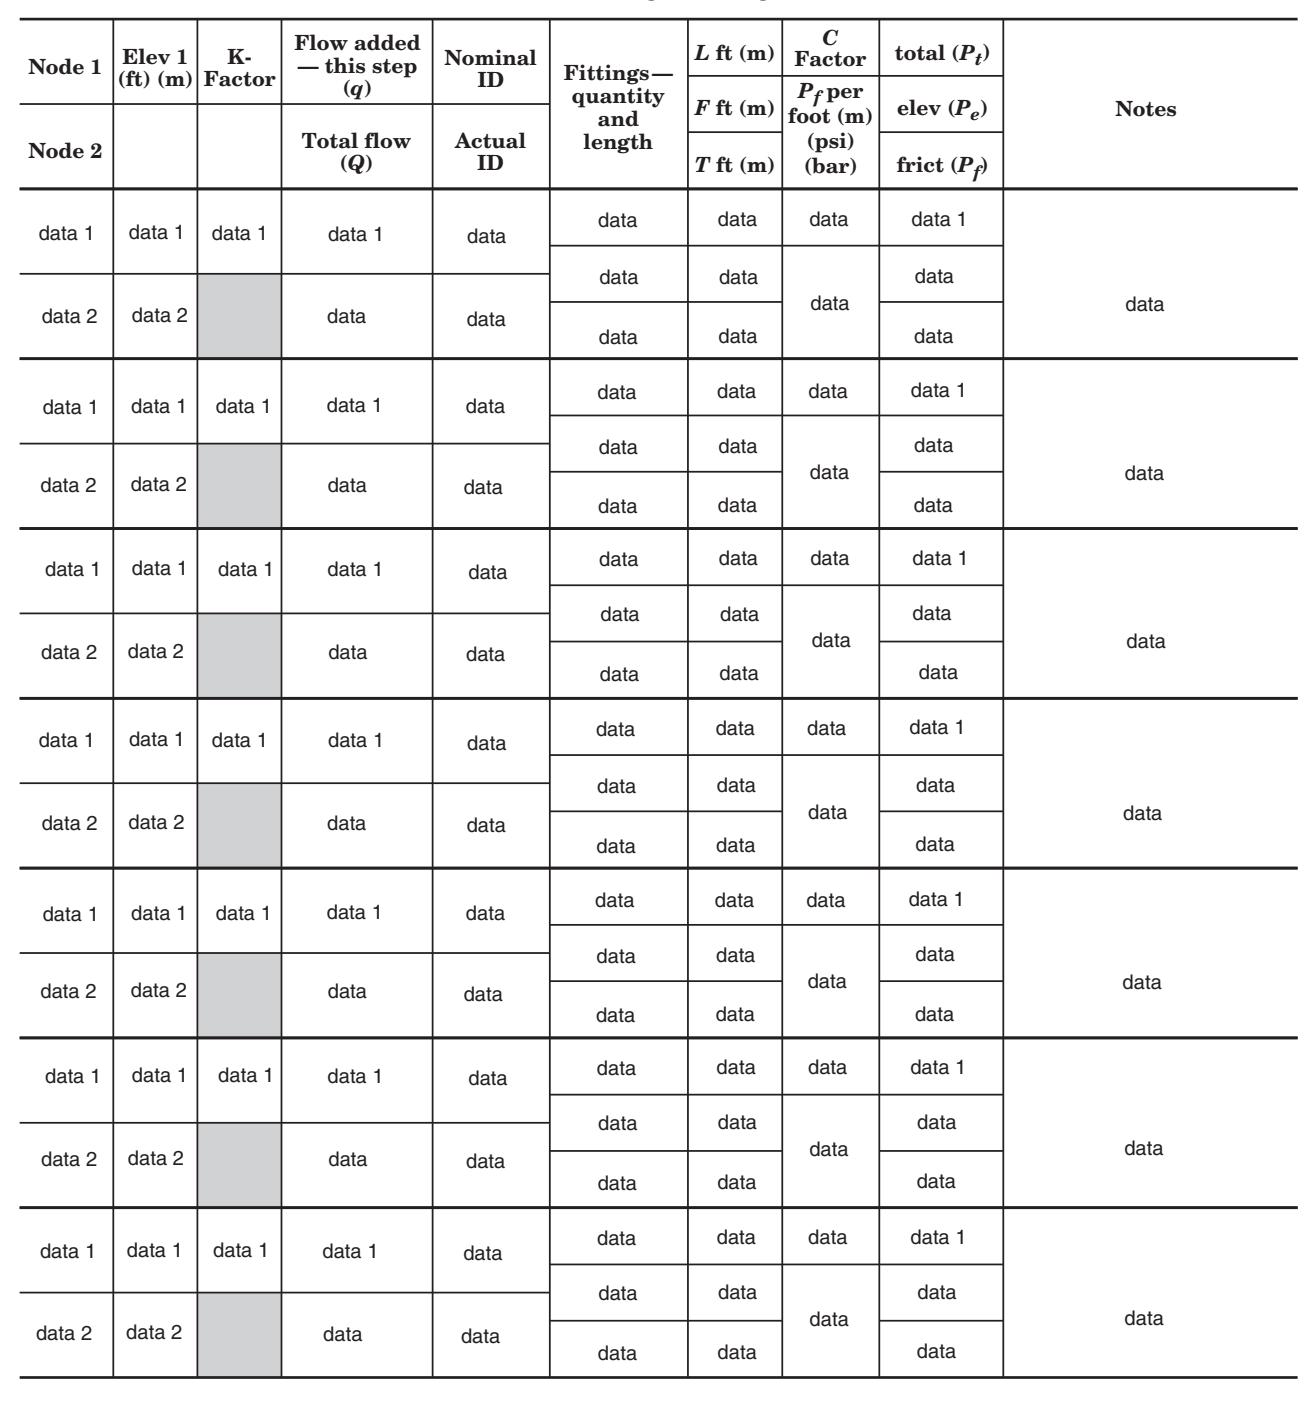 Node 1
Elev 1
(ft) (m)
K-
Factor
Flow added
— this step
(q)
Nominal
ID
Fittings—
quantity
and
length
L ft (m)
C
Factor
total (Pt)
Notes
F ft (m)
Pf per
foot (m)
(psi)
(bar)
elev (Pe)
Node 2
Total flow
(Q)
Actual
ID
T ft (m)
frict (Pf)
data 1 data 1 data 1 data 1 data data data data data 1
data data data data data
data 2 data 2 data data data data data
data 1 data 1 data 1 data 1 data data data data data 1
data data data data data
data 2 data 2 data data data data data
data 1 data 1 data 1 data 1 data data data data data 1
data data data data data
data 2 data 2 data data data data data
data 1 data 1 data 1 data 1 data data data data data 1
data data data data data
data 2 data 2 data data data data data
data 1 data 1 data 1 data 1 data data data data data 1
data data data data data
data 2 data 2 data data data data data
data 1 data 1 data 1 data 1 data data data data data 1
data data data data data
data 2 data 2 data data data data data
data 1 data 1 data 1 data 1 data data data data data 1
data data data data data
data 2 data 2 data data data data data